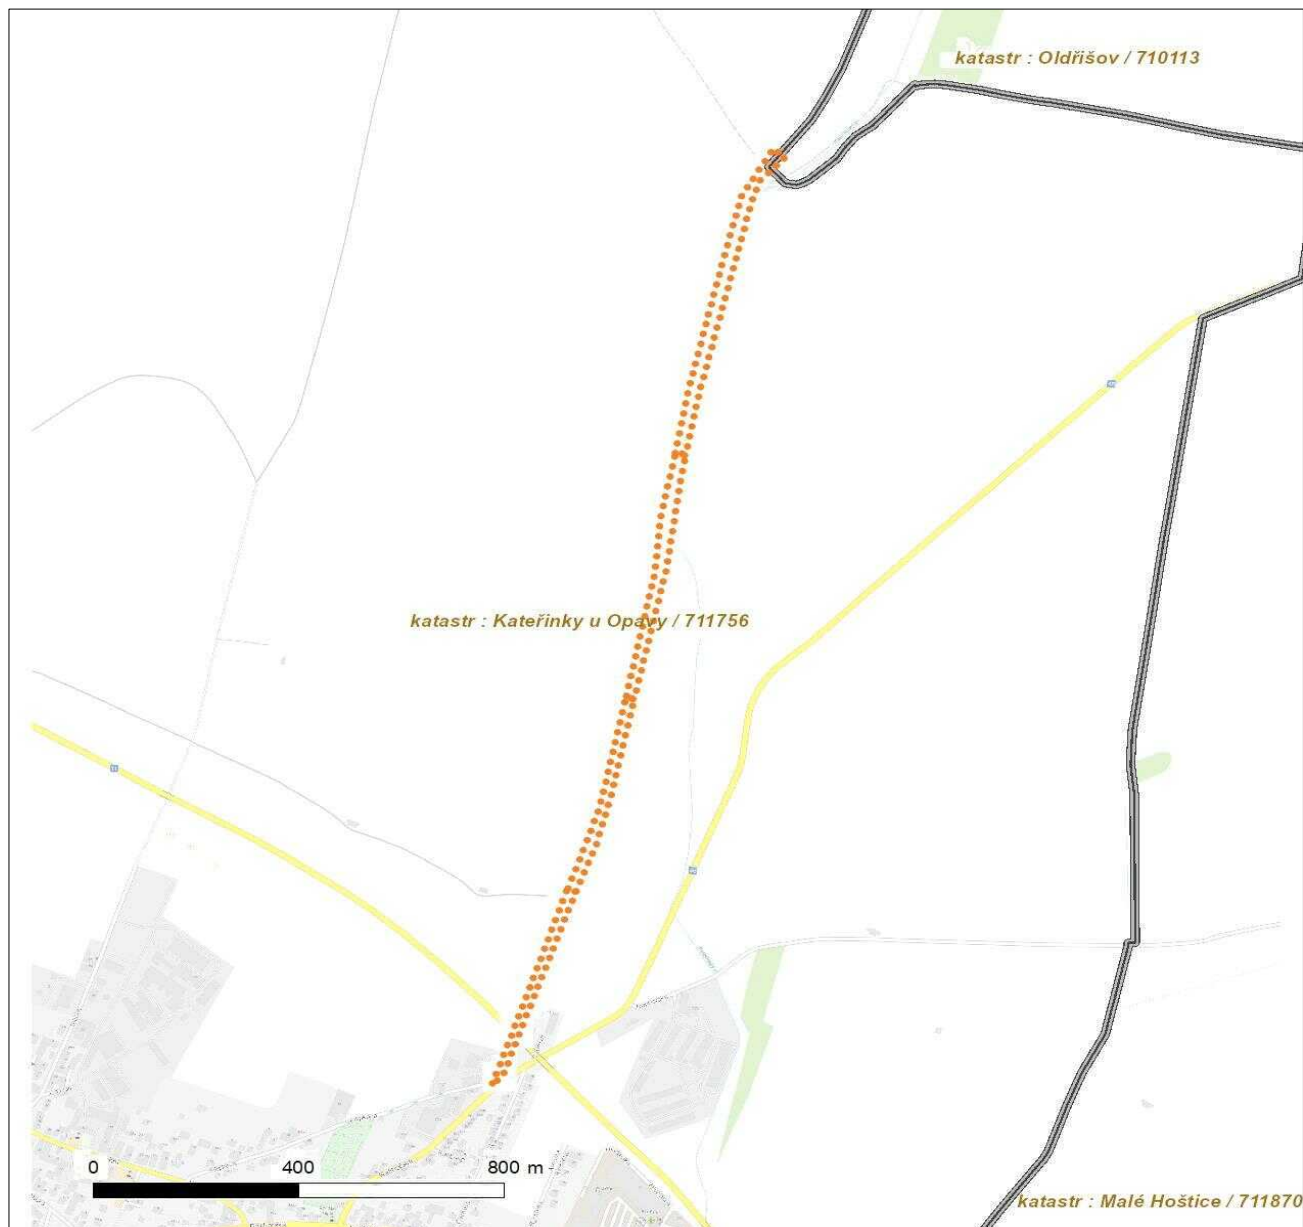 katastr : Oldřišov / 710113
katastr : Kateřinky u Opavy / 711756
0 400 800 m
katastr : Malé Hoštice / 711870